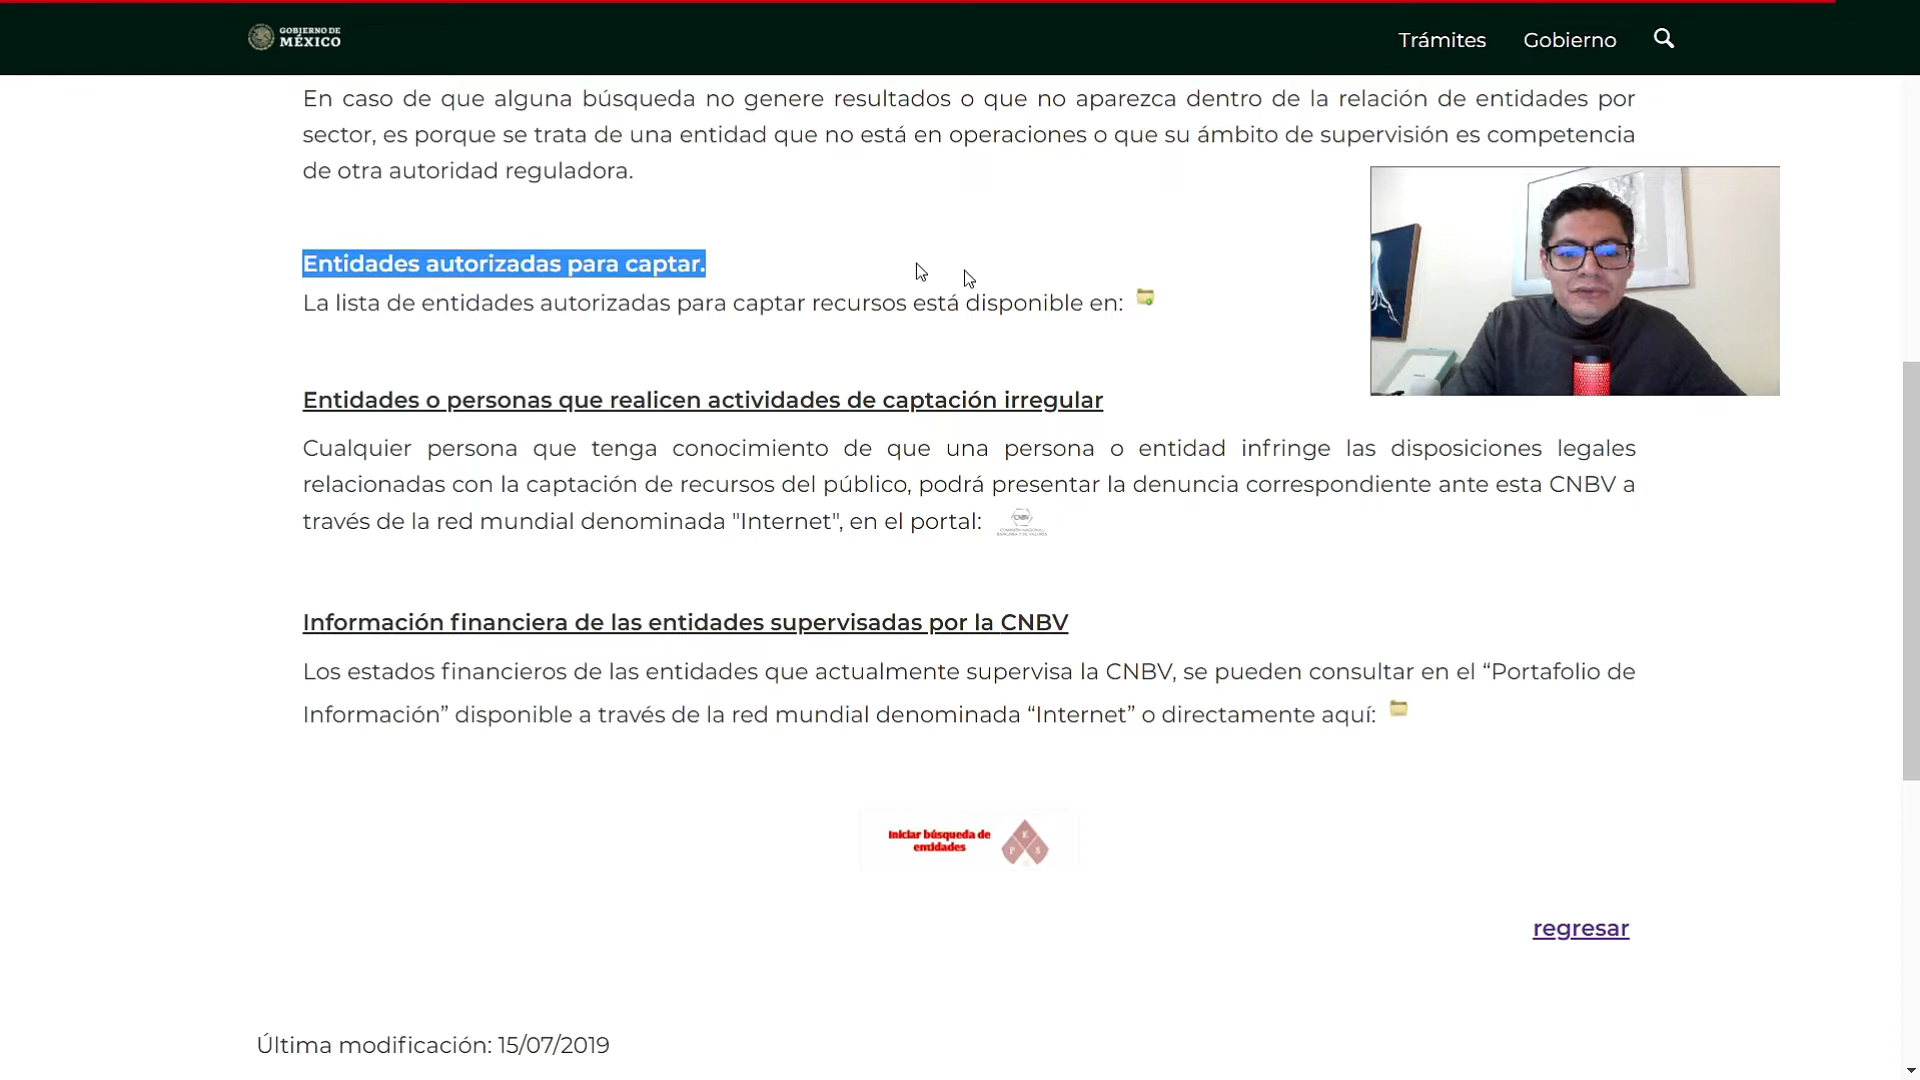 GOBIERNO DE
MÉXICO
Trámites Gobierno
En caso de que alguna búsqueda no genere resultados o que no aparezca dentro de la relación de entidades por
sector, es porque se trata de una entidad que no está en operaciones o que su ámbito de supervisión es competencia
de otra autoridad reguladora.
Entidades autorizadas para captar.
La lista de entidades autorizadas para captar recursos está disponible en:
Entidades o personas que realicen actividades de captación irregular
Cualquier persona que tenga conocimiento de que una persona o entidad infringe las disposiciones legales
relacionadas con la captación de recursos del público, podrá presentar la denuncia correspondiente ante esta CNBV a
través de la red mundial denominada "Internet", en el portal:
CNBV
COMISIÓN NACIONAL
BANCARIA Y DE VALORES
Información financiera de las entidades supervisadas por la CNBV
Los estados financieros de las entidades que actualmente supervisa la CNBV, se pueden consultar en el “Portafolio de
Información” disponible a través de la red mundial denominada “Internet” o directamente aquí:
Iniciar búsqueda de
entidades
P E S
regresar
Última modificación: 15/07/2019